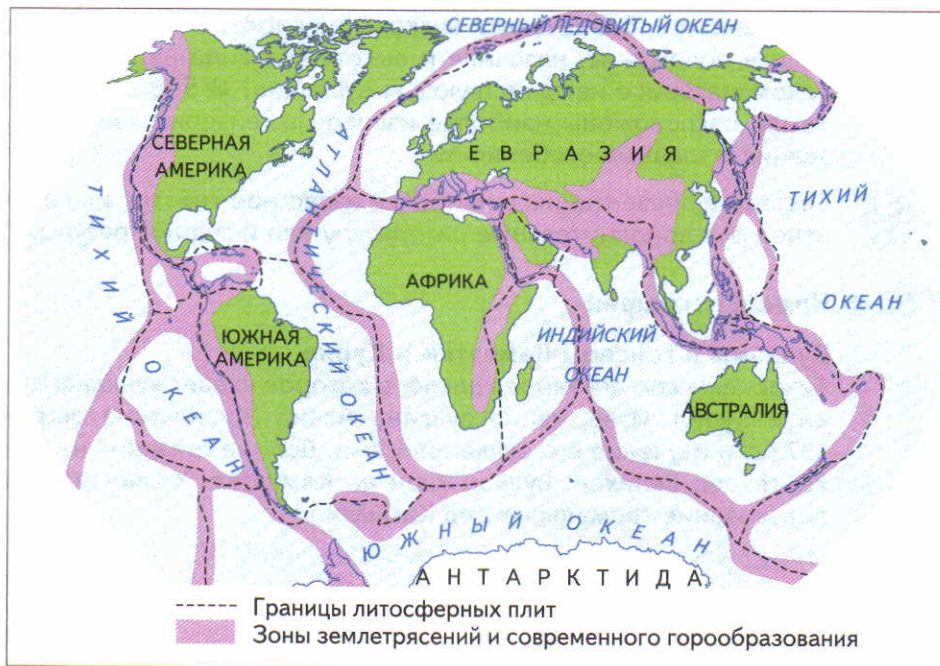 СЕВЕРНЫЙ ЛЕДОВИТЫЙ ОКЕАН
СЕВЕРНАЯ
АМЕРИКА
АТЛАНТИЧЕСКИЙ ОКЕАН
ЕВРАЗИЯ
ТИХИЙ
ОКЕАН
ТИХИЙ
ОКЕАН
АФРИКА
ЮЖНАЯ
АМЕРИКА
ИНДИЙСКИЙ
ОКЕАН
АВСТРАЛИЯ
ЮЖНЫЙ ОКЕАН
АНТАРКТИДА
Границы литосферных плит
Зоны землетрясений и современного горообразования